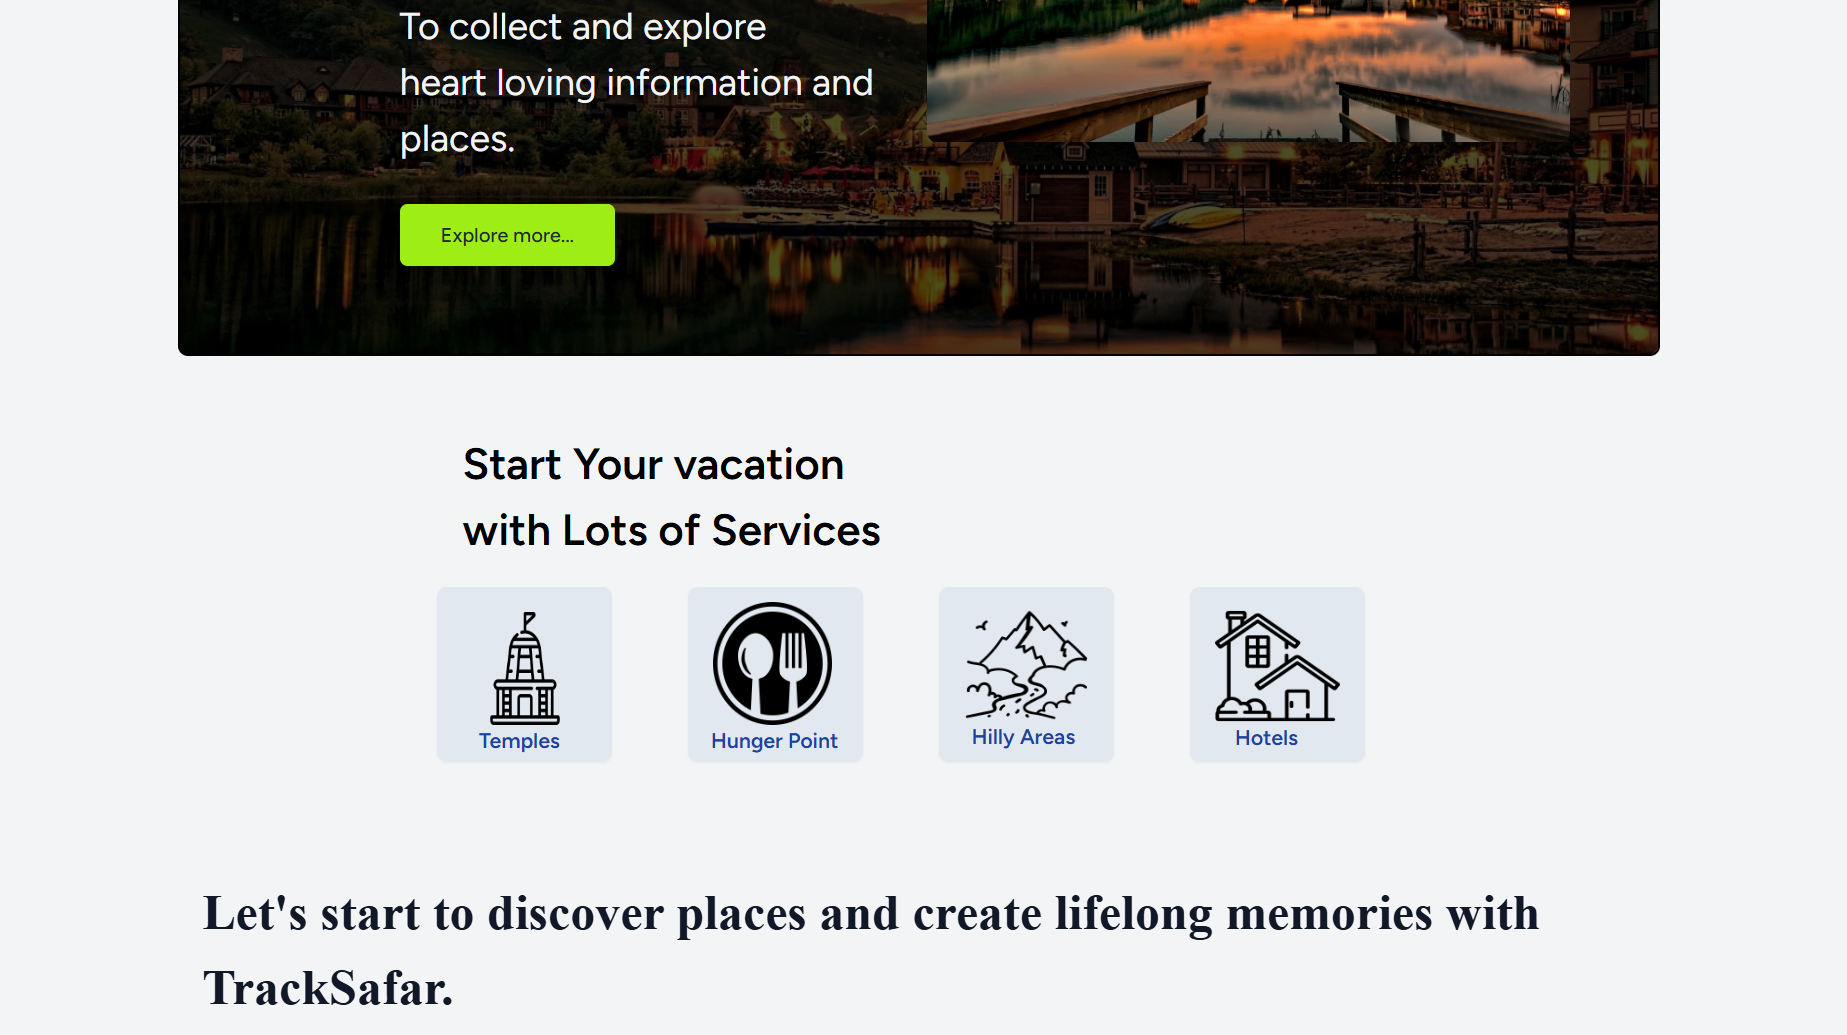 To collect and explore
heart loving information and
places.
Explore more...
Start Your vacation
with Lots of Services
Temples
Hunger Point
Hilly Areas
Hotels
Let's start to discover places and create lifelong memories with
TrackSafar.